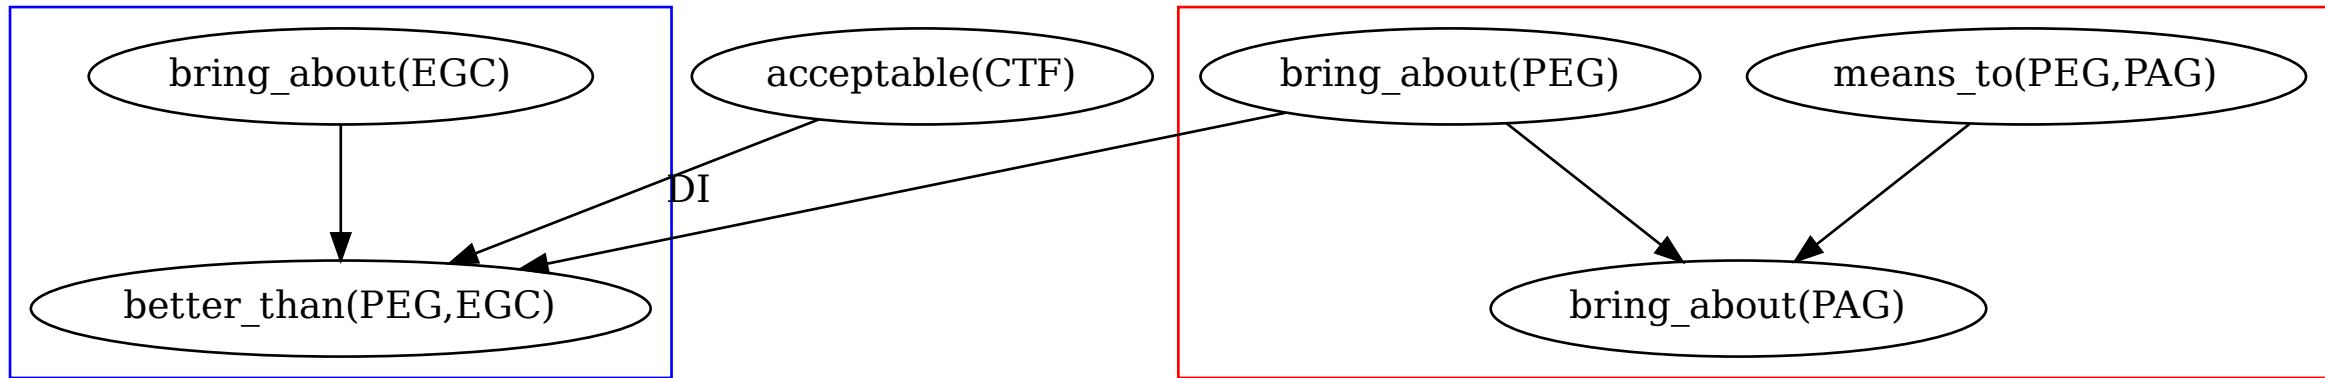 bring_about(EGC)
acceptable(CTF)
bring_about(PEG)
means_to(PEG,PAG)
DI
better_than(PEG,EGC)
bring_about(PAG)